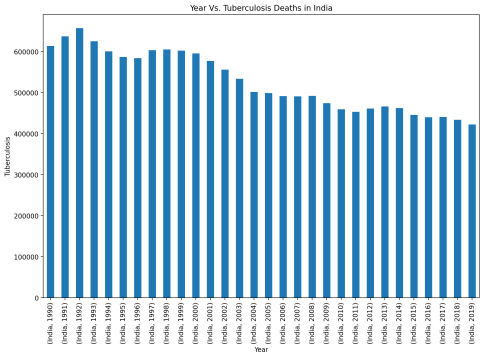 Year Vs. Tuberculosis Deaths in India
600000
500000
400000
300000
200000
100000
0
Tuberculosis
(India, 1990)
(India, 1991)
(India, 1992)
(India, 1993)
(India, 1994)
(India, 1995)
(India, 1996)
(India, 1997)
(India, 1998)
(India, 1999)
(India, 2000)
(India, 2001)
(India, 2002)
(India, 2003)
(India, 2004)
(India, 2005)
(India, 2006)
(India, 2007)
(India, 2008)
(India, 2009)
(India, 2010)
(India, 2011)
(India, 2012)
(India, 2013)
(India, 2014)
(India, 2015)
(India, 2016)
(India, 2017)
(India, 2018)
(India, 2019)
Year